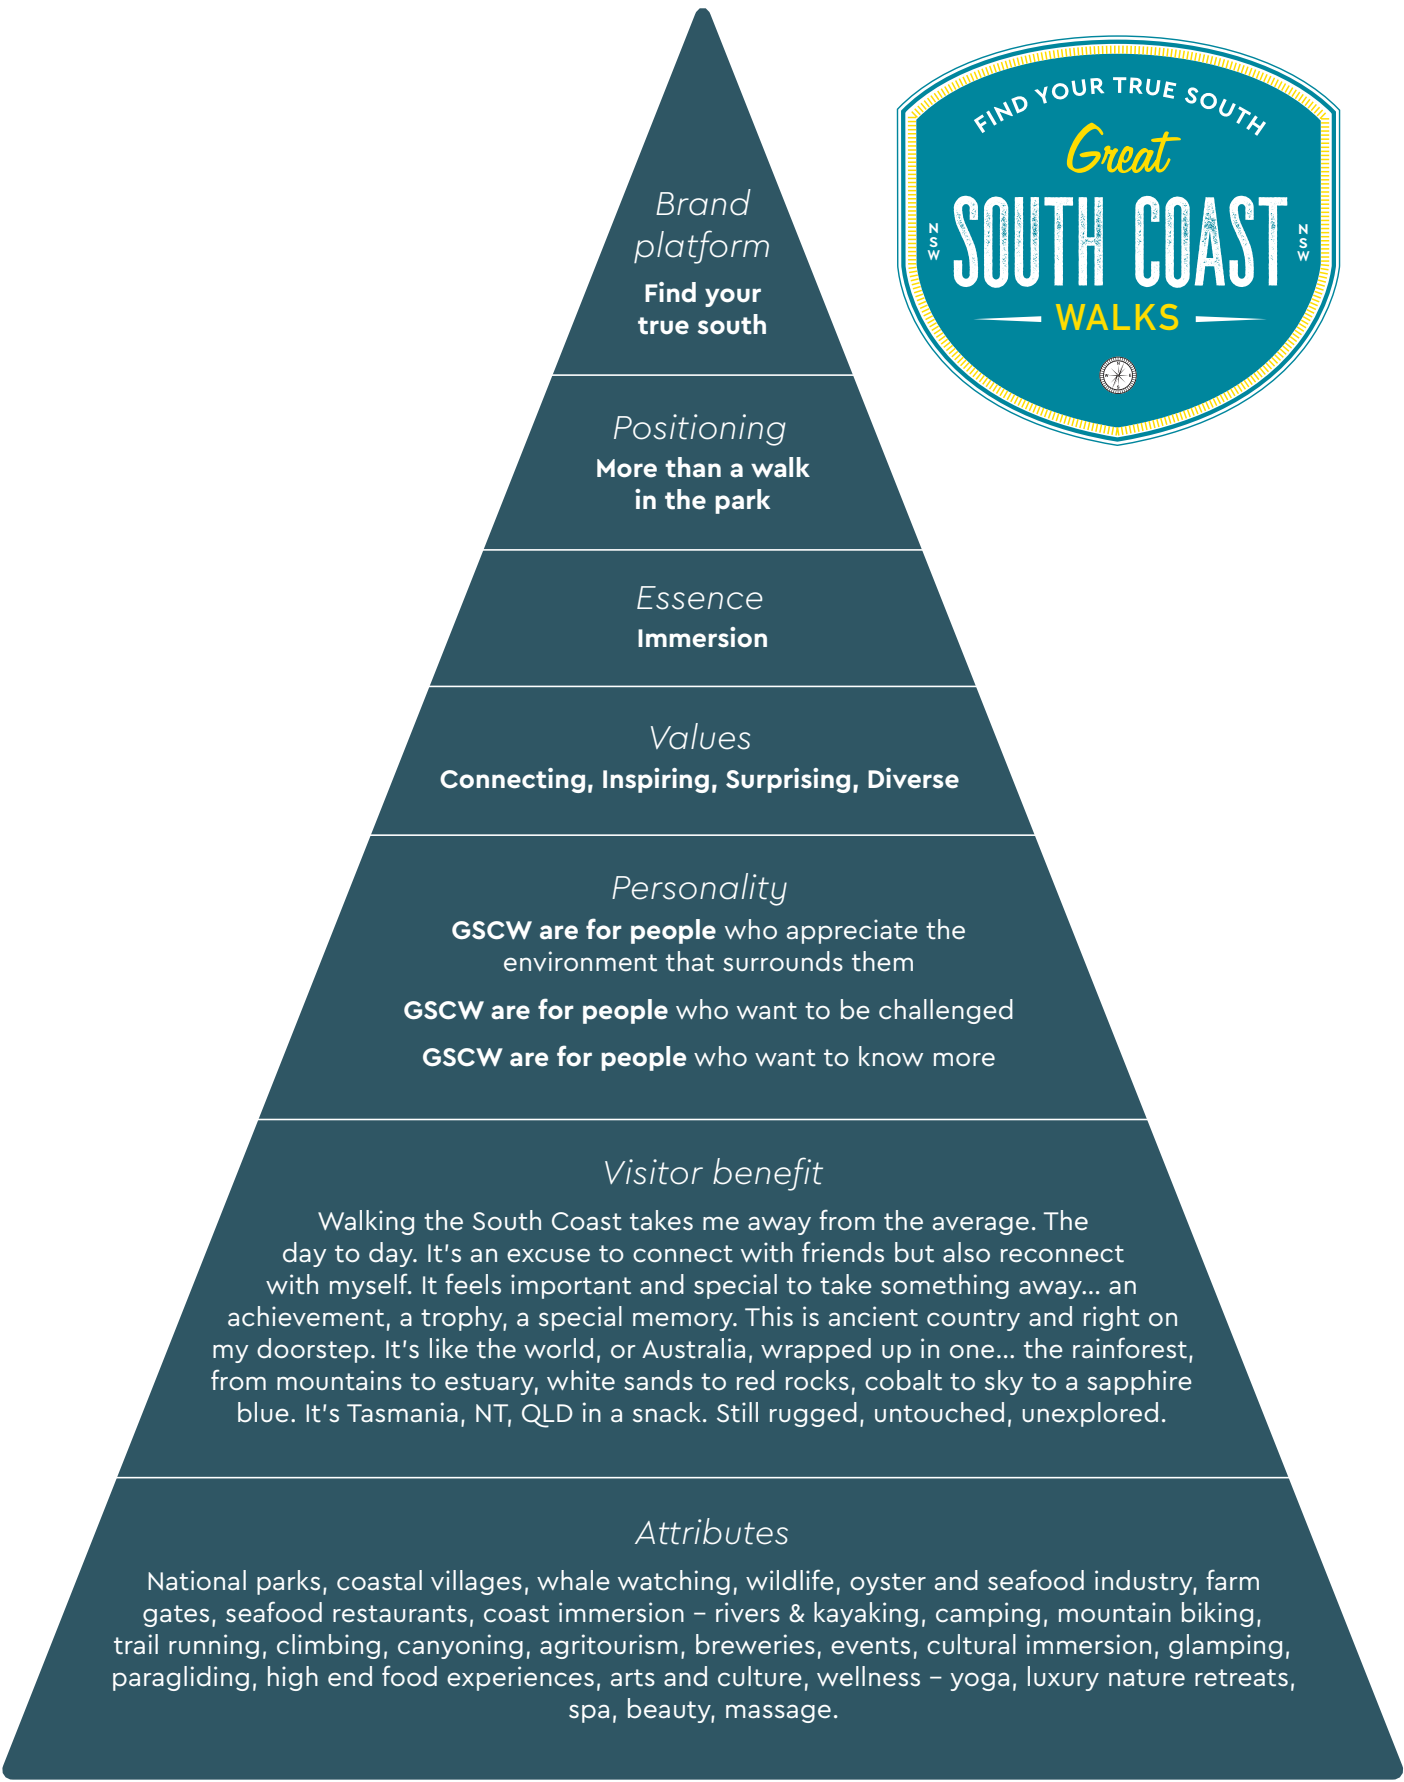 FIND YOUR TRUE SOUTH
Great
SOUTH COAST
NSW
NSW
WALKS
Brand
platform
Find your
true south
Positioning
More than a walk
in the park
Essence
Immersion
Values
Connecting, Inspiring, Surprising, Diverse
Personality
GSCW are for people who appreciate the
environment that surrounds them
GSCW are for people who want to be challenged
GSCW are for people who want to know more
Visitor benefit
Walking the South Coast takes me away from the average. The
day to day. It's an excuse to connect with friends but also reconnect
with myself. It feels important and special to take something away... an
achievement, a trophy, a special memory. This is ancient country and right on
my doorstep. It's like the world, or Australia, wrapped up in one... the rainforest,
from mountains to estuary, white sands to red rocks, cobalt to sky to a sapphire
blue. It's Tasmania, NT, QLD in a snack. Still rugged, untouched, unexplored.
Attributes
National parks, coastal villages, whale watching, wildlife, oyster and seafood industry, farm
gates, seafood restaurants, coast immersion – rivers & kayaking, camping, mountain biking,
trail running, climbing, canyoning, agritourism, breweries, events, cultural immersion, glamping,
paragliding, high end food experiences, arts and culture, wellness – yoga, luxury nature retreats,
spa, beauty, massage.